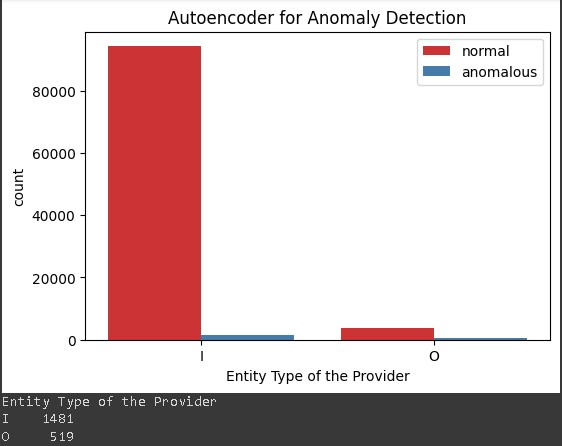 Autoencoder for Anomaly Detection
normal
anomalous
80000
60000
40000
20000
0
count
I
O
Entity Type of the Provider
Entity Type of the Provider
I 1481
O 519